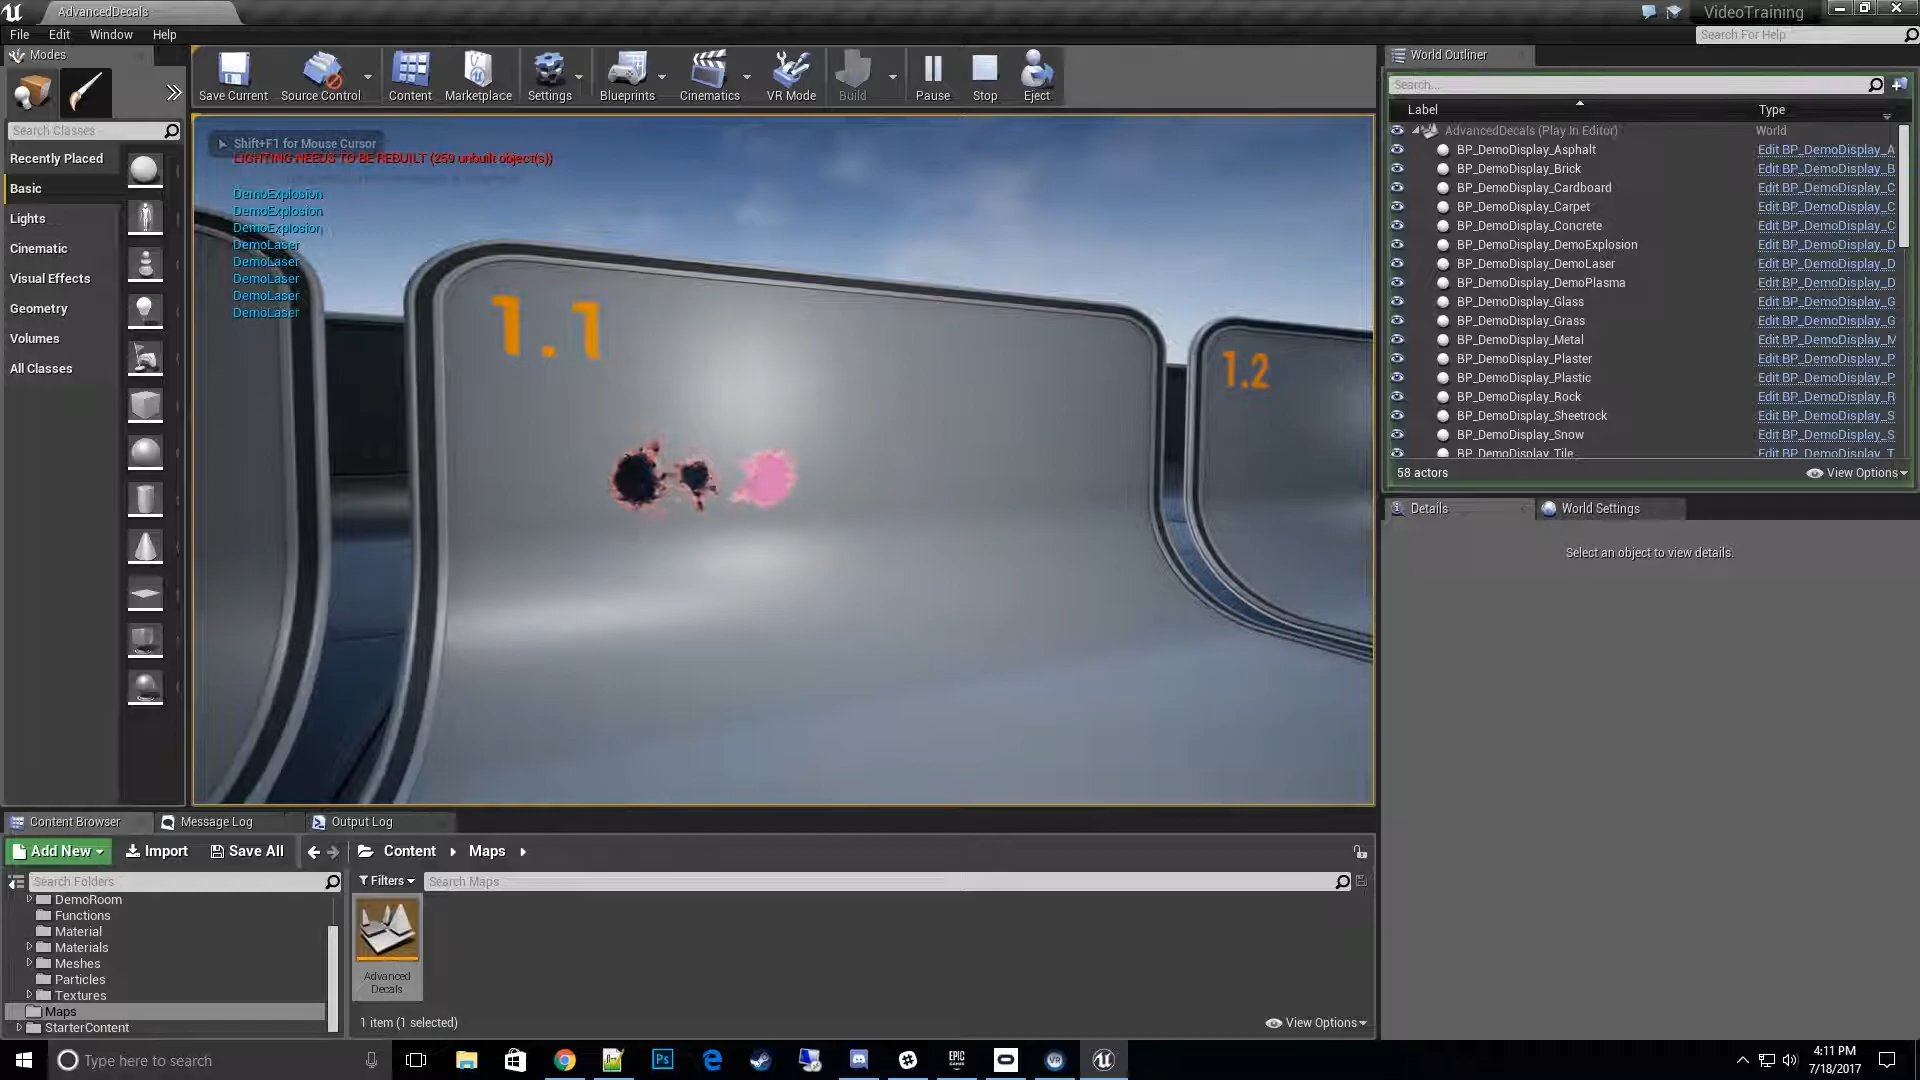 AdvancedDecals
VideoTraining
File Edit Window Help
Search For Help
Modes
Save Current
Source Control
Content
Marketplace
Settings
Blueprints
Cinematics
VR Mode
Build
Pause
Stop
Eject
Search Classes
Recently Placed
Basic
Lights
Cinematic
Visual Effects
Geometry
Volumes
All Classes
Shift+F1 for Mouse Cursor
LIGHTING NEEDS TO BE REBUILT (259 unbuilt object(s))
DemoExplosion
DemoExplosion
DemoExplosion
DemoLaser
DemoLaser
DemoLaser
DemoLaser
DemoLaser
1.1
1.2
World Outliner
Search...
Label Type
AdvancedDecals (Play In Editor) World
BP_DemoDisplay_Asphalt Edit BP_DemoDisplay_A
BP_DemoDisplay_Brick Edit BP_DemoDisplay_B
BP_DemoDisplay_Cardboard Edit BP_DemoDisplay_C
BP_DemoDisplay_Carpet Edit BP_DemoDisplay_C
BP_DemoDisplay_Concrete Edit BP_DemoDisplay_C
BP_DemoDisplay_DemoExplosion Edit BP_DemoDisplay_D
BP_DemoDisplay_DemoLaser Edit BP_DemoDisplay_D
BP_DemoDisplay_DemoPlasma Edit BP_DemoDisplay_D
BP_DemoDisplay_Glass Edit BP_DemoDisplay_G
BP_DemoDisplay_Grass Edit BP_DemoDisplay_G
BP_DemoDisplay_Metal Edit BP_DemoDisplay_M
BP_DemoDisplay_Plaster Edit BP_DemoDisplay_P
BP_DemoDisplay_Plastic Edit BP_DemoDisplay_P
BP_DemoDisplay_Rock Edit BP_DemoDisplay_R
BP_DemoDisplay_Sheetrock Edit BP_DemoDisplay_S
BP_DemoDisplay_Snow Edit BP_DemoDisplay_S
BP_DemoDisplay_Tile Edit BP_DemoDisplay_T
58 actors View Options
Details World Settings
Select an object to view details.
Content Browser Message Log Output Log
Add New Import Save All Content Maps
Search Folders
Filters Search Maps
DemoRoom
Functions
Material
Materials
Meshes
Particles
Textures
Maps
StarterContent
Advanced
Decals
1 item (1 selected) View Options
Type here to search
Ps
EPIC
GAMES
VR
4:11 PM
7/18/2017